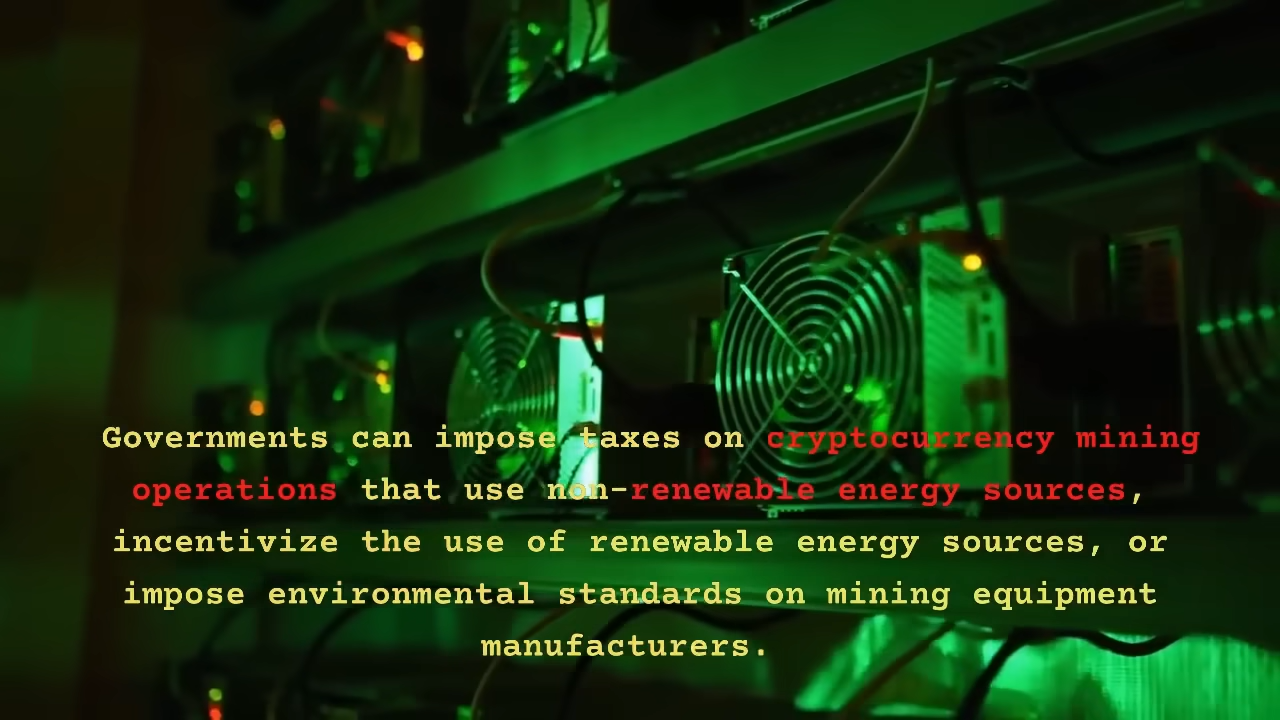 Governments can impose taxes on cryptocurrency mining
operations that use non-renewable energy sources,
incentivize the use of renewable energy sources, or
impose environmental standards on mining equipment
manufacturers.